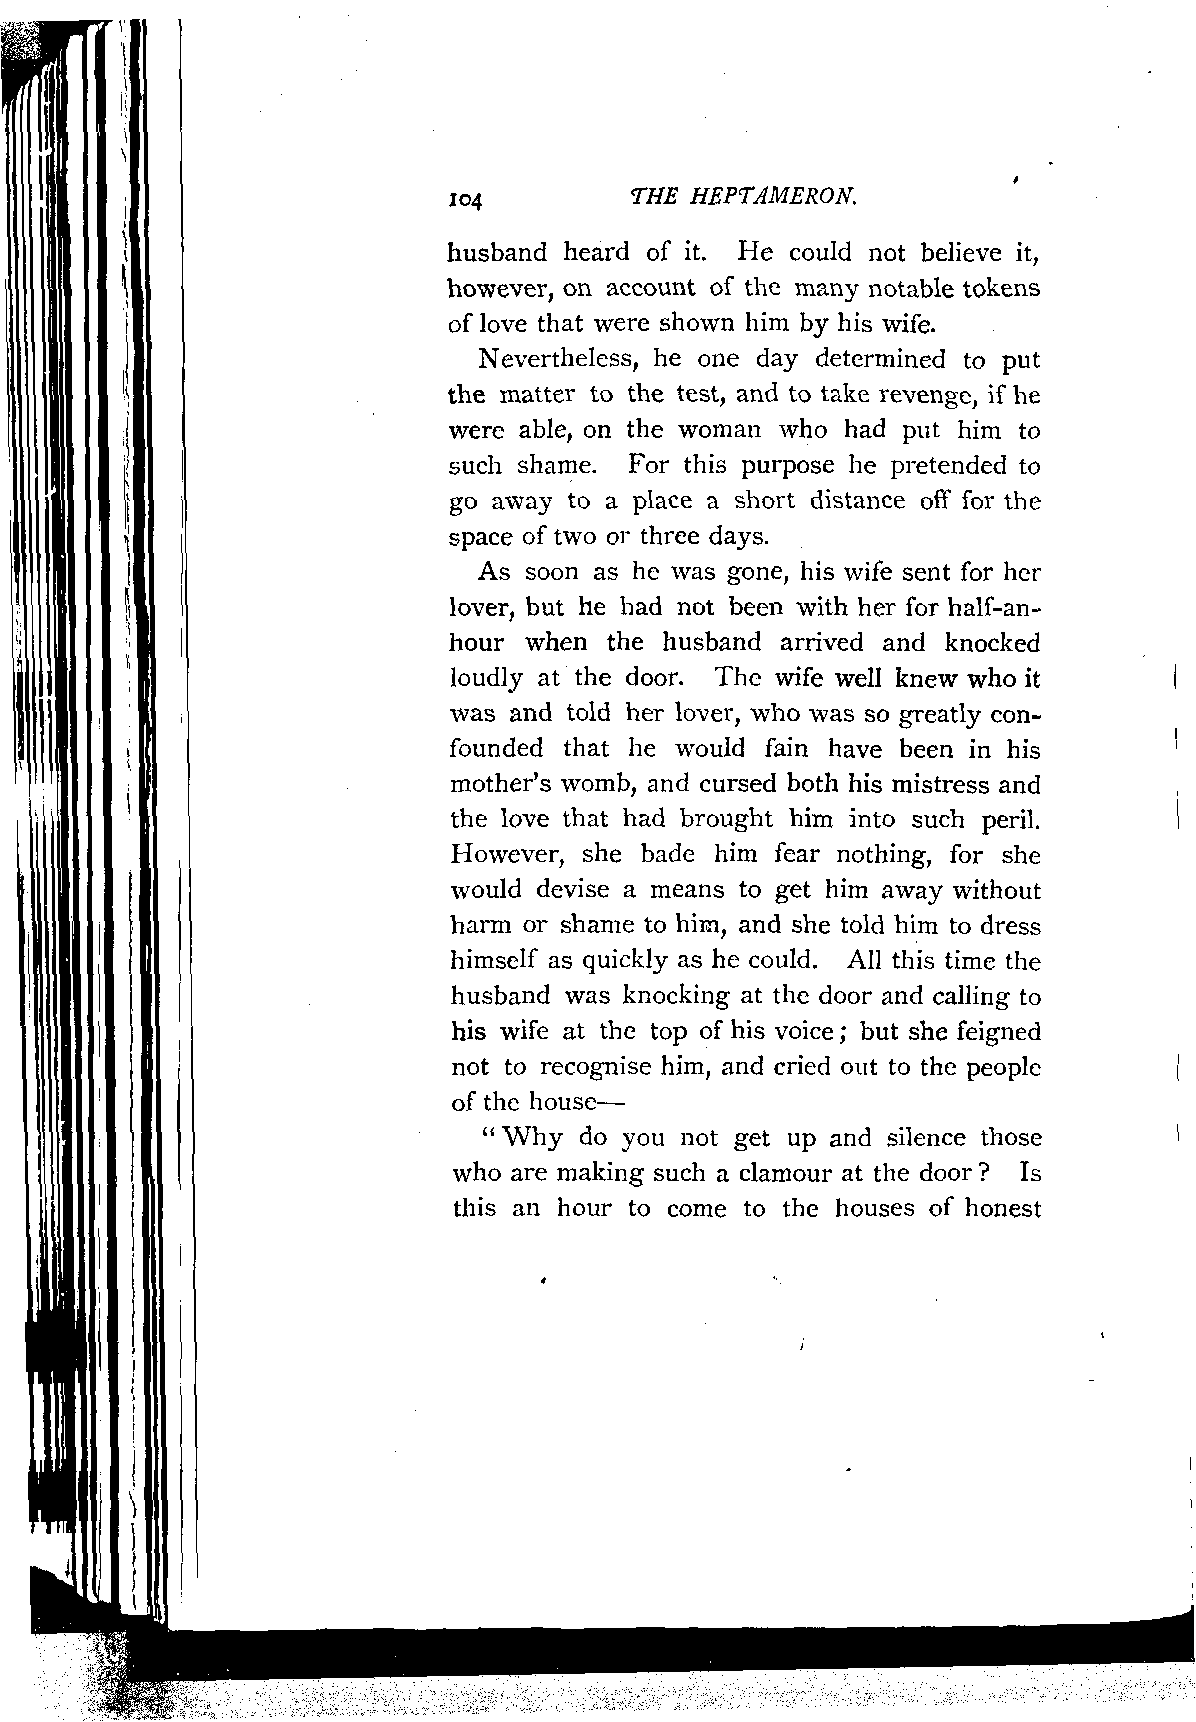 104 THE HEPTAMERON.
husband heard of it. He could not believe it,
however, on account of the many notable tokens
of love that were shown him by his wife.
Nevertheless, he one day determined to put
the matter to the test, and to take revenge, if he
were able, on the woman who had put him to
such shame. For this purpose he pretended to
go away to a place a short distance off for the
space of two or three days.
As soon as he was gone, his wife sent for her
lover, but he had not been with her for half-an-
hour when the husband arrived and knocked
loudly at the door. The wife well knew who it
was and told her lover, who was so greatly con-
founded that he would fain have been in his
mother's womb, and cursed both his mistress and
the love that had brought him into such peril.
However, she bade him fear nothing, for she
would devise a means to get him away without
harm or shame to him, and she told him to dress
himself as quickly as he could. All this time the
husband was knocking at the door and calling to
his wife at the top of his voice; but she feigned
not to recognise him, and cried out to the people
of the house—
"Why do you not get up and silence those
who are making such a clamour at the door? Is
this an hour to come to the houses of honest